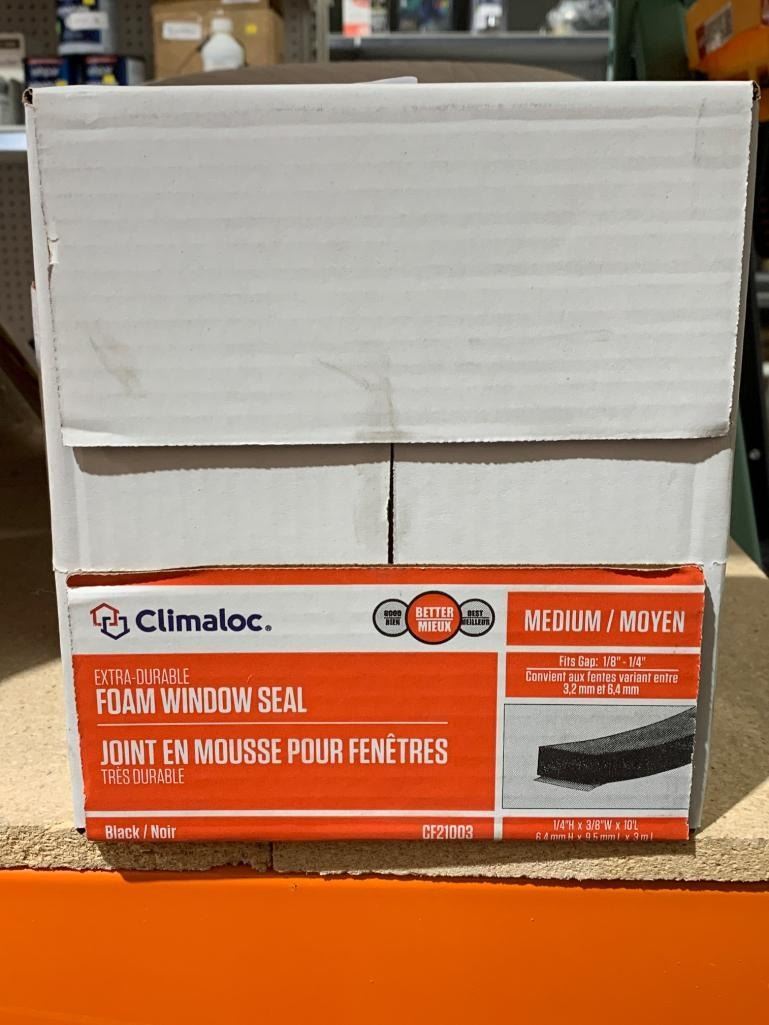 Climaloc®
GOOD
BIEN
BETTER
MIEUX
BEST
MEILLEUR
MEDIUM / MOYEN
Fits Gap: 1/8" - 1/4"
Convient aux fentes variant entre
3,2 mm et 6,4 mm
EXTRA-DURABLE
FOAM WINDOW SEAL
JOINT EN MOUSSE POUR FENÊTRES
TRÈS DURABLE
Black / Noir
CF21003
1/4"H x 3/8"W x 10'L
6,4 mm H x 9,5 mm L x 3 m L